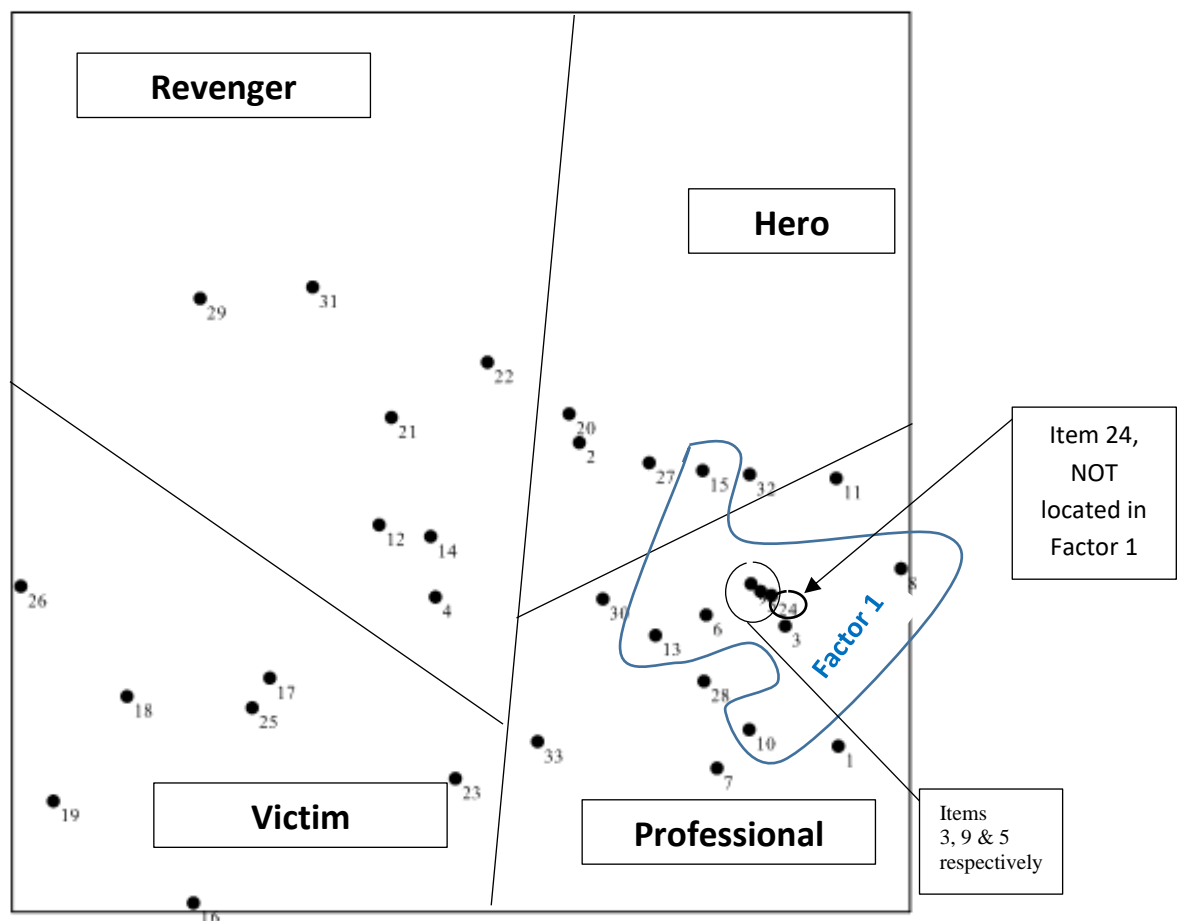 Revenger
Hero
31
29
22
20
21
2
27
15
32
11
Item 24,
NOT
located in
Factor 1
12
14
8
26
4
30
24
6
3
13
Factor 1
17
18
25
28
10
33
1
7
23
19
Victim
Professional
Items
3, 9 & 5
respectively
16